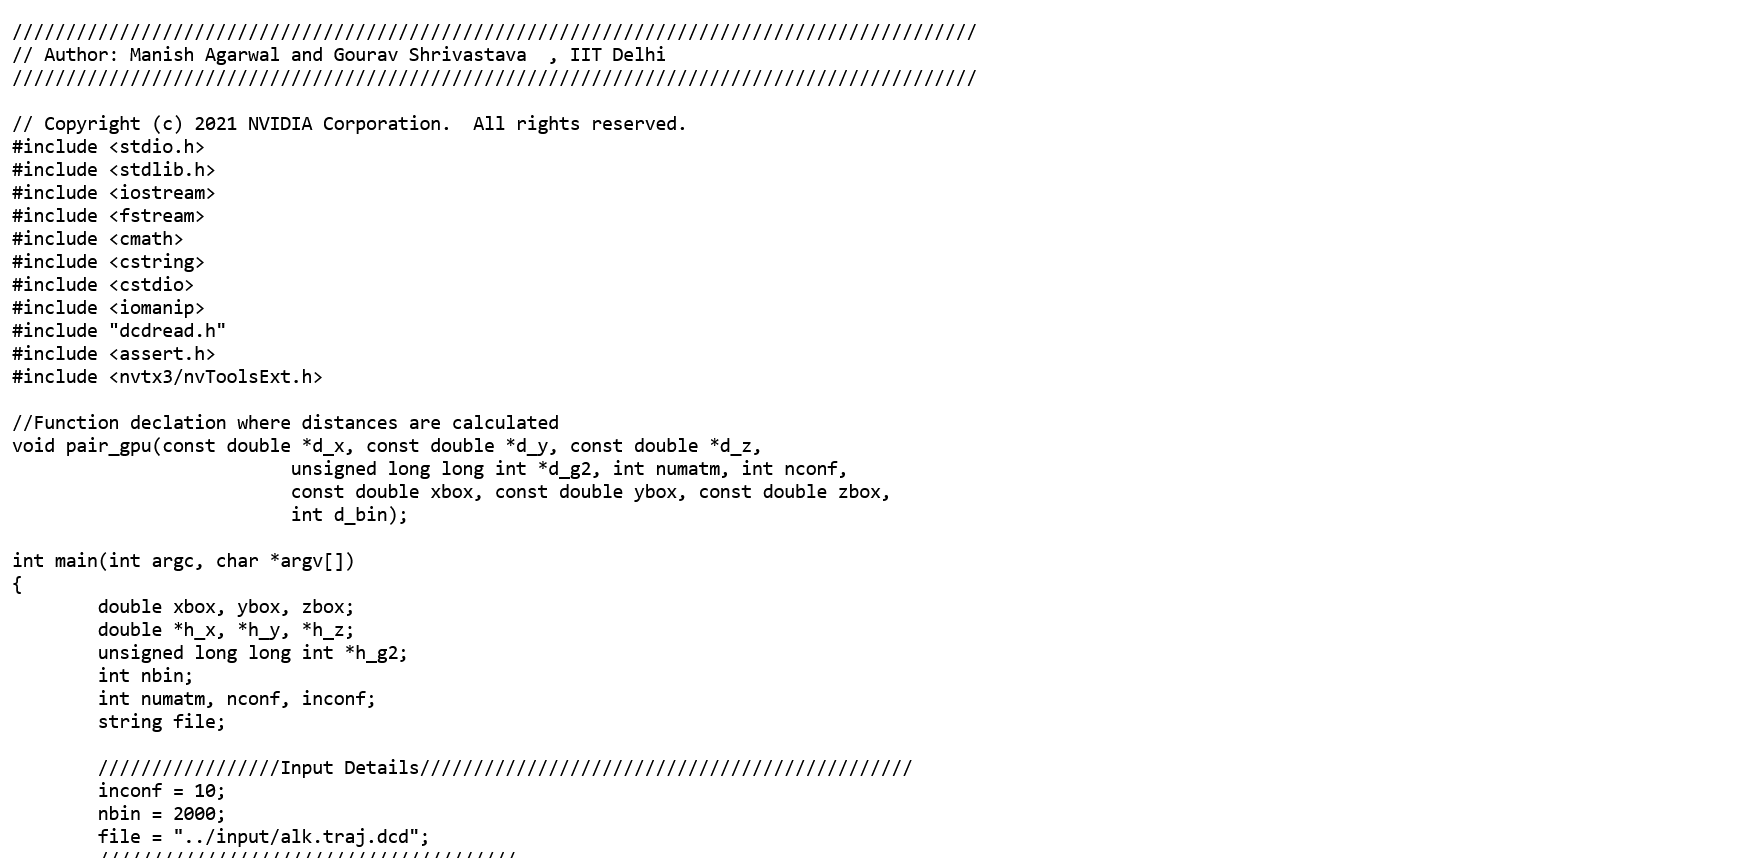 //////////////////////////////////////////////////////////////////////////////////////////
// Author: Manish Agarwal and Gourav Shrivastava  , IIT Delhi
//////////////////////////////////////////////////////////////////////////////////////////
// Copyright (c) 2021 NVIDIA Corporation.  All rights reserved.
#include <stdio.h>
#include <stdlib.h>
#include <iostream>
#include <fstream>
#include <cmath>
#include <cstring>
#include <cstdio>
#include <iomanip>
#include "dcdread.h"
#include <assert.h>
#include <nvtx3/nvToolsExt.h>
//Function declation where distances are calculated
void pair_gpu(const double *d_x, const double *d_y, const double *d_z,
                          unsigned long long int *d_g2, int numatm, int nconf,
                          const double xbox, const double ybox, const double zbox,
                          int d_bin);
int main(int argc, char *argv[])
{
        double xbox, ybox, zbox;
        double *h_x, *h_y, *h_z;
        unsigned long long int *h_g2;
        int nbin;
        int numatm, nconf, inconf;
        string file;
        /////////////////Input Details//////////////////////////////////////////////
        inconf = 10;
        nbin = 2000;
        file = "../input/alk.traj.dcd";
        ///////////////////////////////////////